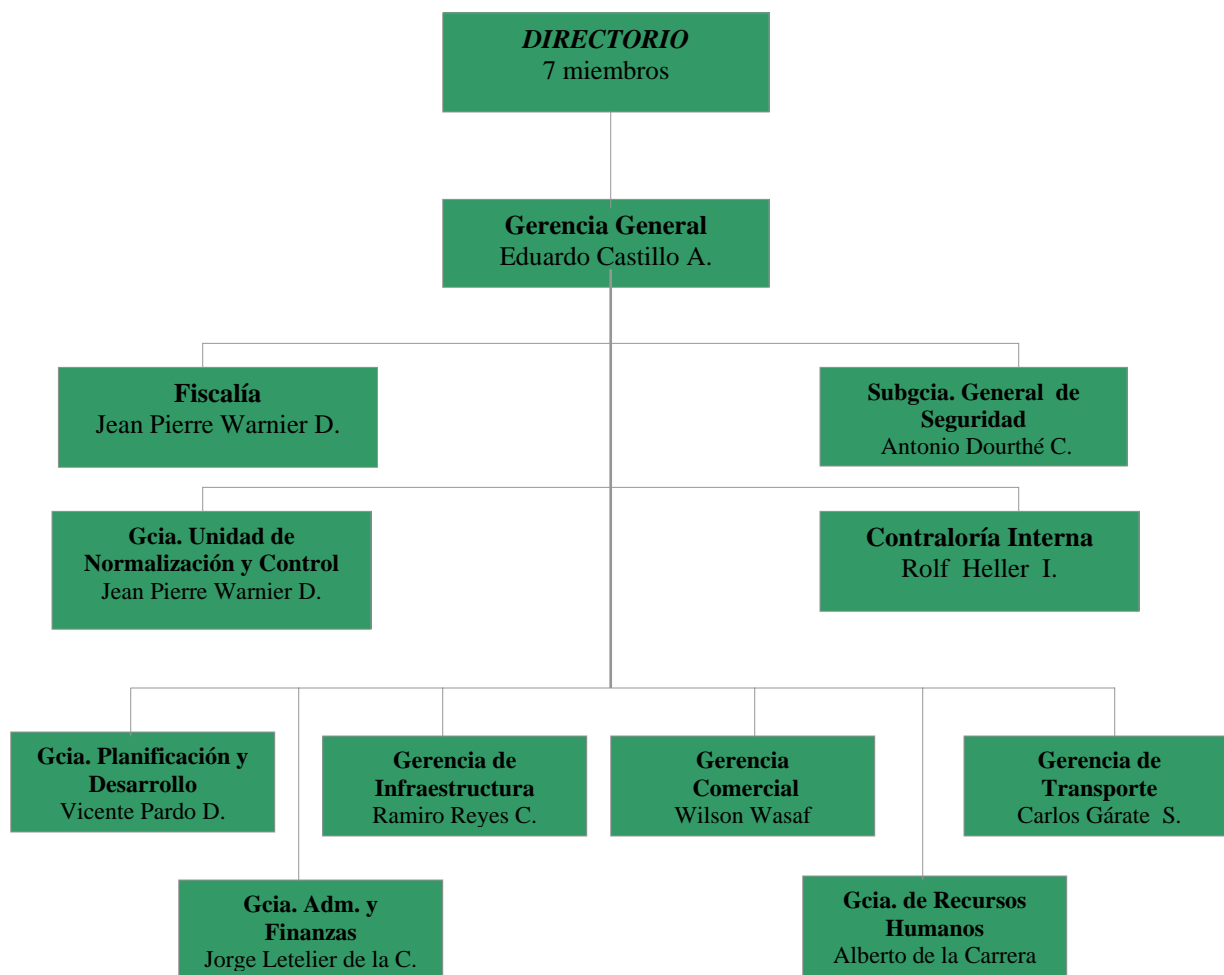 DIRECTORIO
7 miembros
Gerencia General
Eduardo Castillo A.
Fiscalía
Jean Pierre Warnier D.
Subgcia. General de
Seguridad
Antonio Dourthé C.
Gcia. Unidad de
Normalización y Control
Jean Pierre Warnier D.
Contraloría Interna
Rolf Heller I.
Gcia. Planificación y
Desarrollo
Vicente Pardo D.
Gerencia de
Infraestructura
Ramiro Reyes C.
Gerencia
Comercial
Wilson Wasaf
Gerencia de
Transporte
Carlos Gárate S.
Gcia. Adm. y
Finanzas
Jorge Letelier de la C.
Gcia. de Recursos
Humanos
Alberto de la Carrera